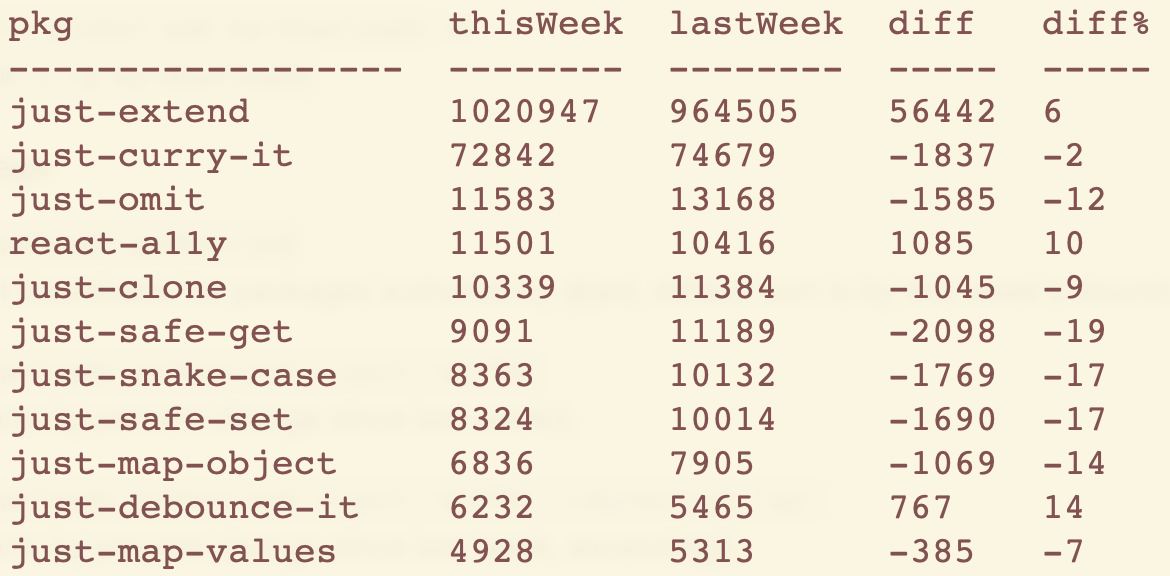 pkg thisWeek lastWeek diff diff%
------------------ -------- -------- ----- -----
just-extend 1020947 964505 56442 6
just-curry-it 72842 74679 -1837 -2
just-omit 11583 13168 -1585 -12
react-a11y 11501 10416 1085 10
just-clone 10339 11384 -1045 -9
just-safe-get 9091 11189 -2098 -19
just-snake-case 8363 10132 -1769 -17
just-safe-set 8324 10014 -1690 -17
just-map-object 6836 7905 -1069 -14
just-debounce-it 6232 5465 767 14
just-map-values 4928 5313 -385 -7